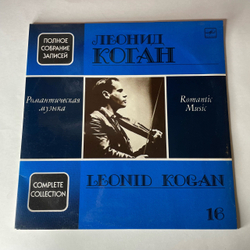 ПОЛНОЕ
СОБРАНИЕ
ЗАПИСЕЙ
ЛЕОНИД
КОГАН
Романтическая
музыка
Romantic
Music
COMPLETE
COLLECTION
LEONID KOGAN
16